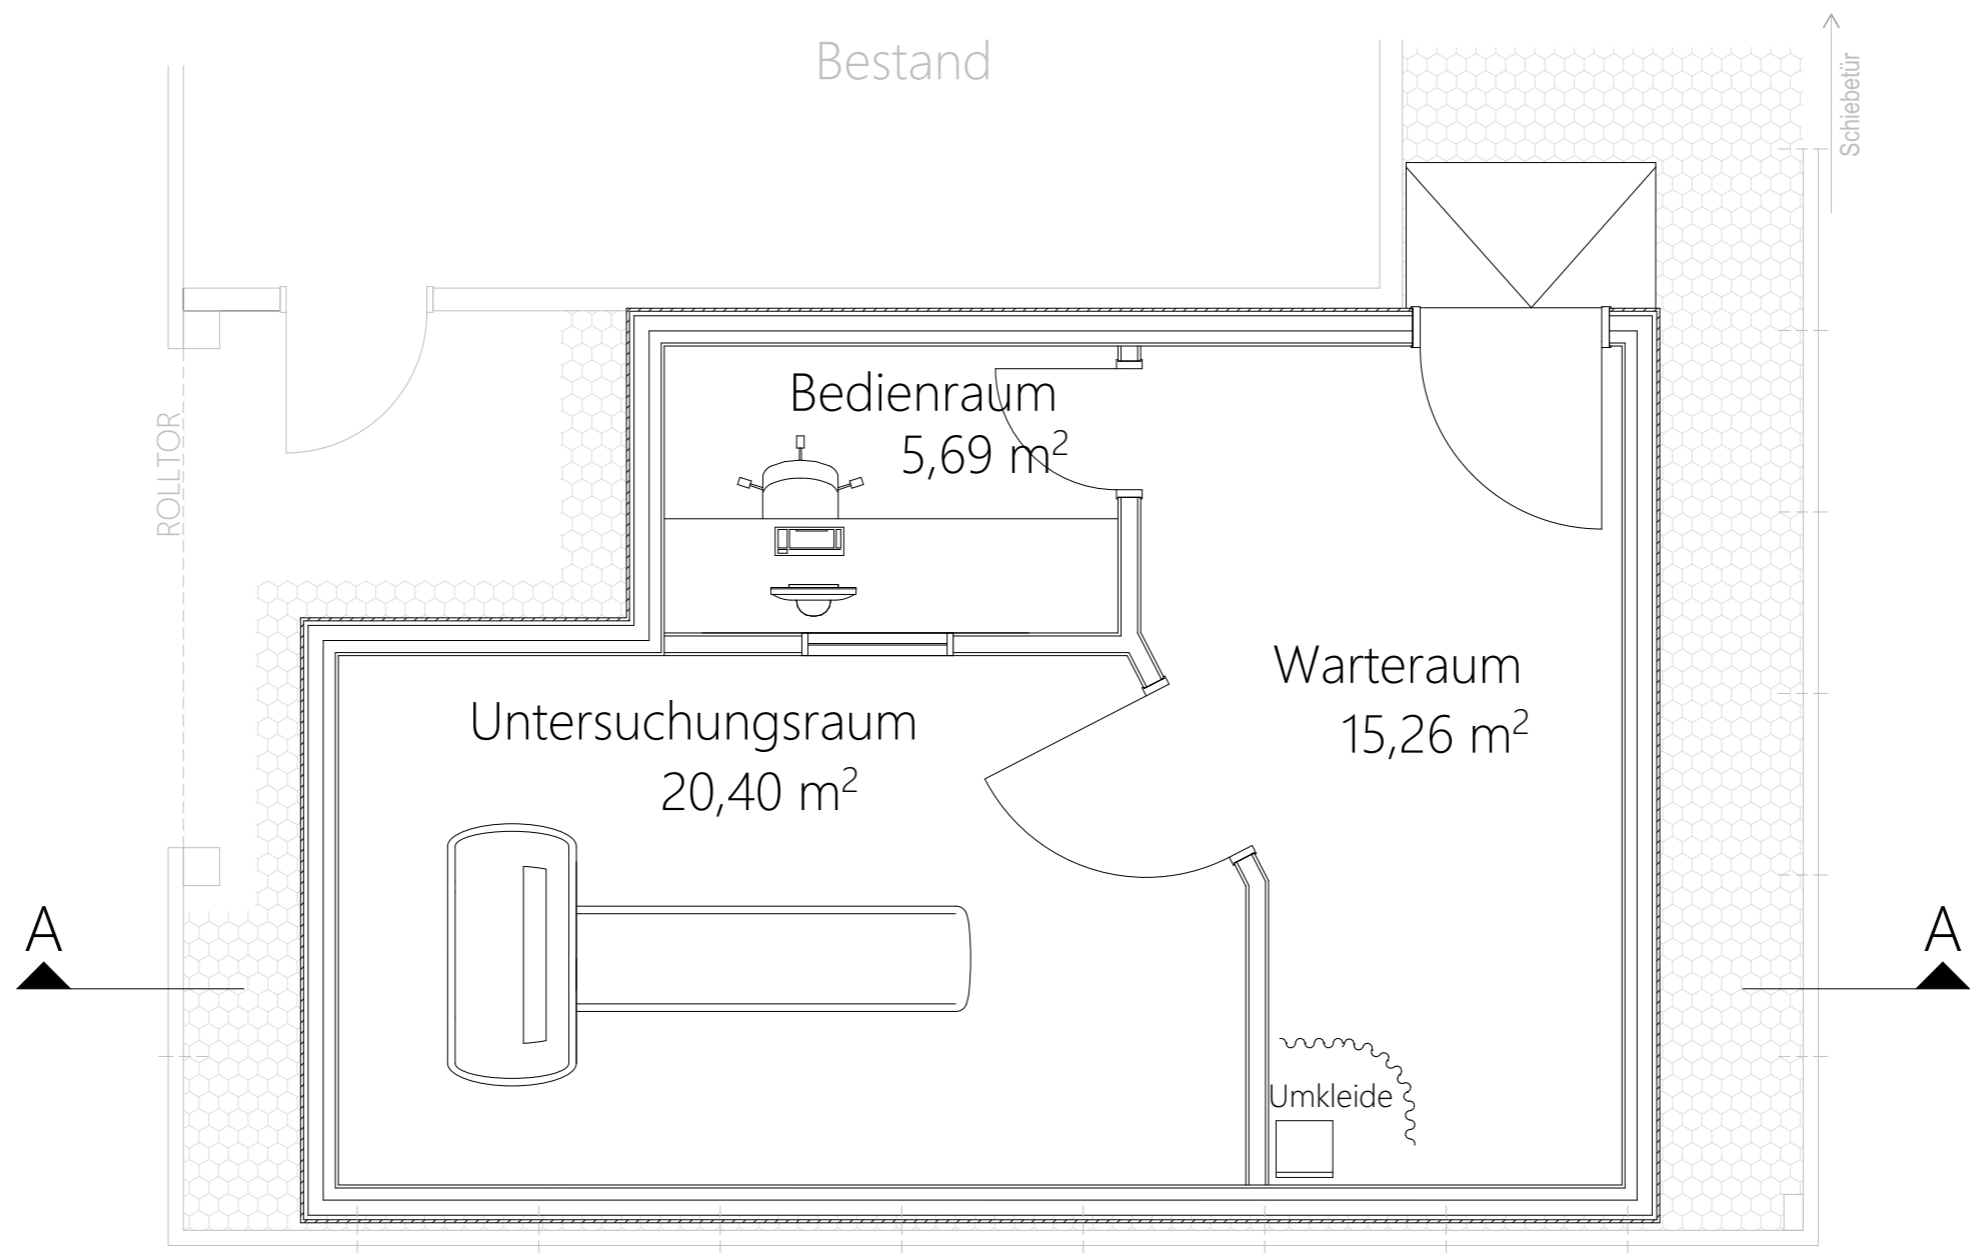 Bestand
Schiebetür
ROLLTOR
Bedienraum
5,69 m²
Warteraum
15,26 m²
Untersuchungsraum
20,40 m²
A
A
Umkleide